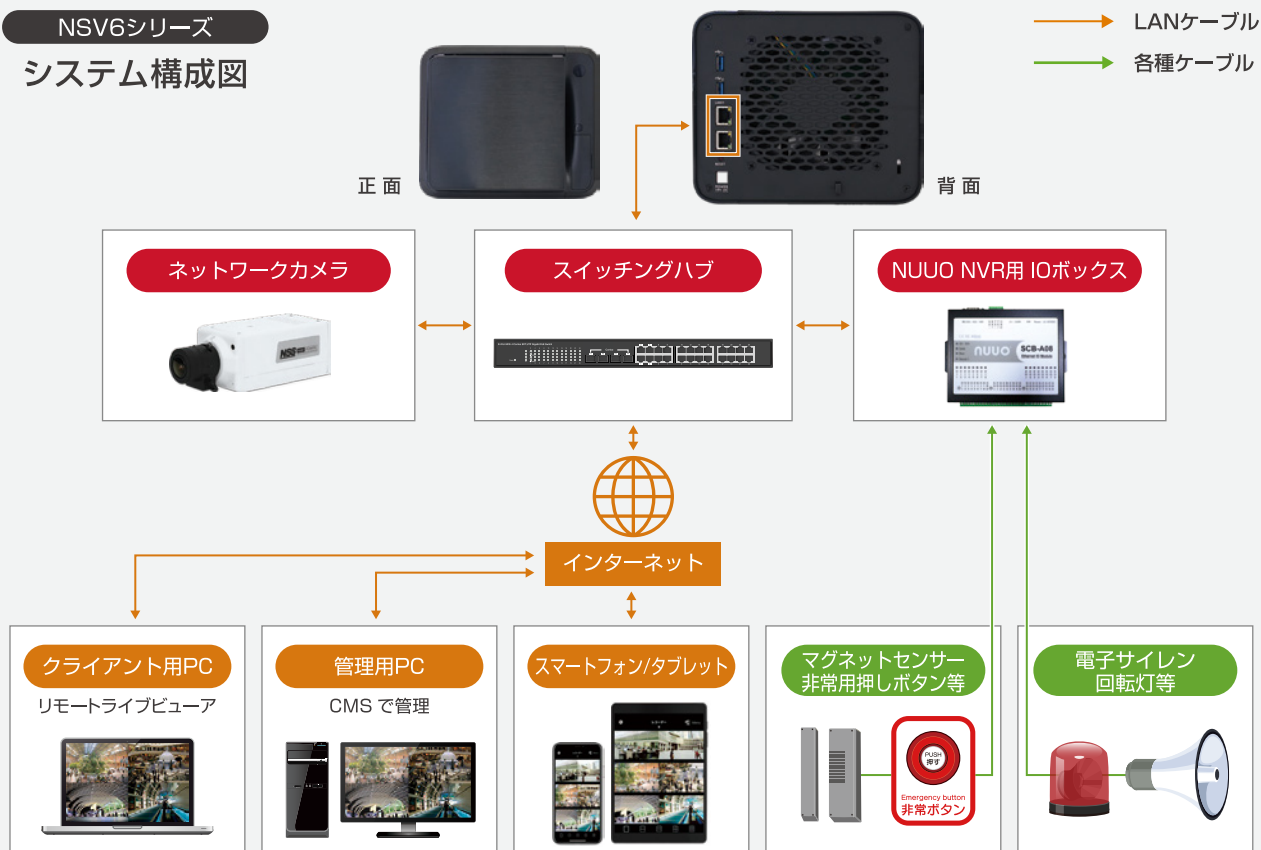 NSV6シリーズ
システム構成図
LANケーブル
各種ケーブル
正面
背面
ネットワークカメラ
スイッチングハブ
NUUO NVR用 IOボックス
NSS
nuuo
SCB-A08
クライアント用PC
リモートライブビューア
管理用PC
CMS で管理
スマートフォン/タブレット
マグネットセンサー
非常用押しボタン等
電子サイレン
回転灯等
インターネット
PUSH
押す
Emergency button
非常ボタン